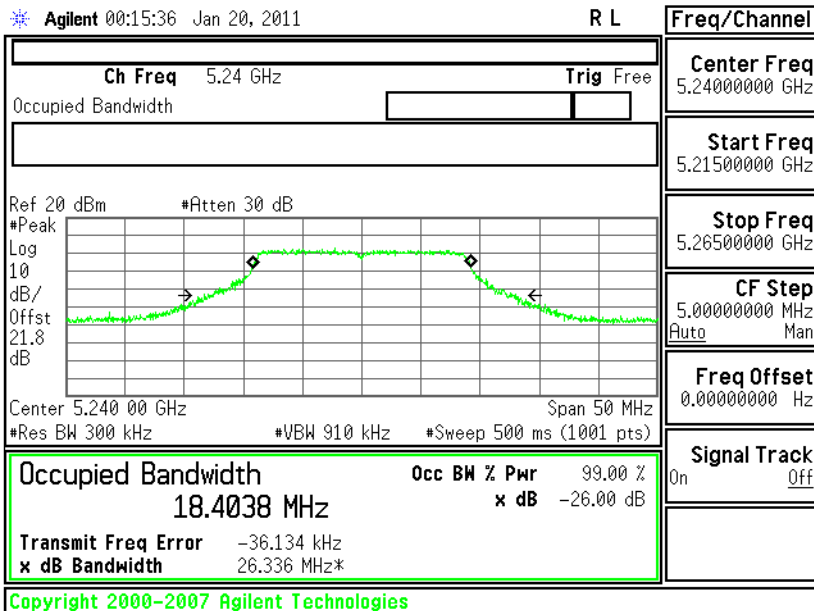 Agilent 00:15:36 Jan 20, 2011 R L
Ch Freq 5.24 GHz Trig Free
Occupied Bandwidth
Ref 20 dBm #Atten 30 dB
#Peak
Log
10
dB/
Offst
21.8
dB
Center 5.240 00 GHz Span 50 MHz
#Res BW 300 kHz #VBW 910 kHz #Sweep 500 ms (1001 pts)
Occupied Bandwidth Occ BW % Pwr 99.00 %
18.4038 MHz x dB -26.00 dB
Transmit Freq Error -36.134 kHz
x dB Bandwidth 26.336 MHz*
Copyright 2000-2007 Agilent Technologies
Freq/Channel
Center Freq
5.24000000 GHz
Start Freq
5.21500000 GHz
Stop Freq
5.26500000 GHz
CF Step
5.00000000 MHz
Auto Man
Freq Offset
0.00000000 Hz
Signal Track
On Off